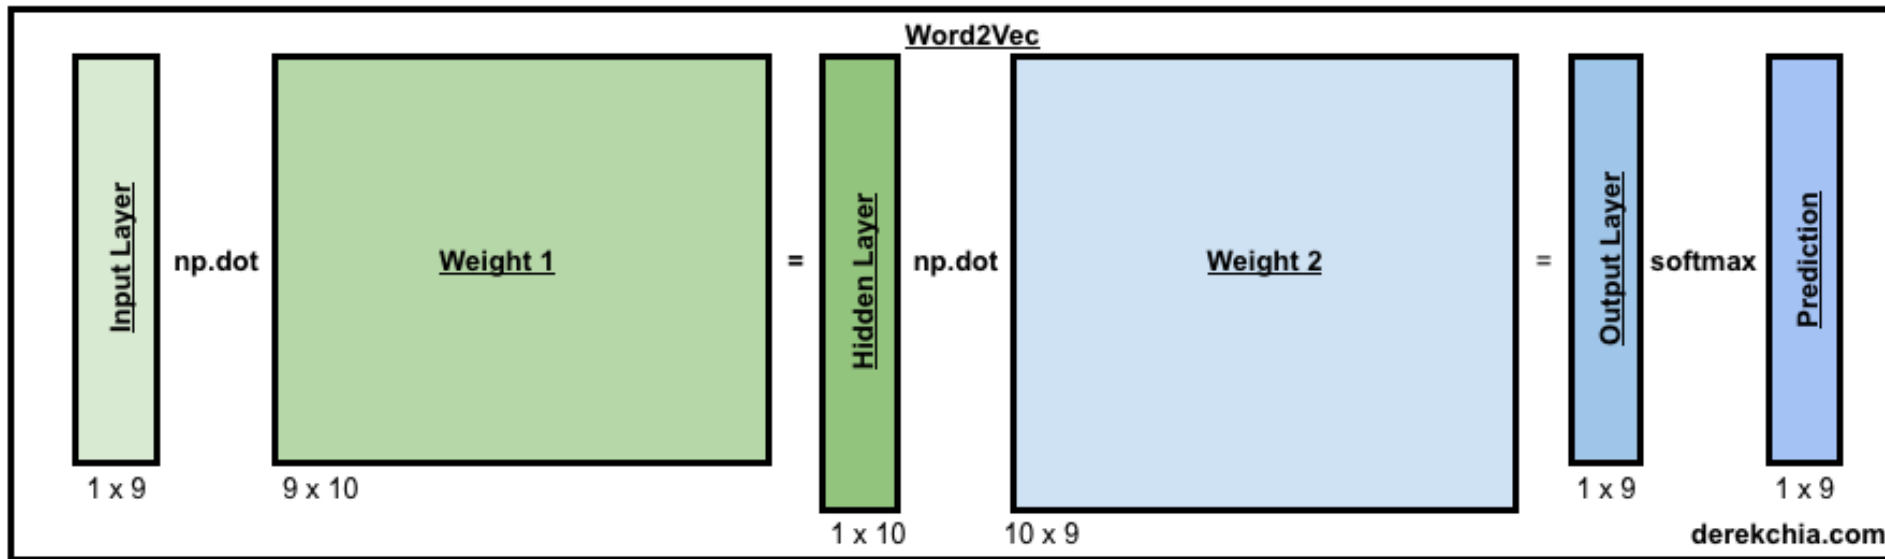 Word2Vec
Input Layer
np.dot
Weight 1
=
Hidden Layer
np.dot
Weight 2
=
Output Layer
softmax
Prediction
1 x 9
9 x 10
1 x 10
10 x 9
1 x 9
1 x 9
derekchia.com